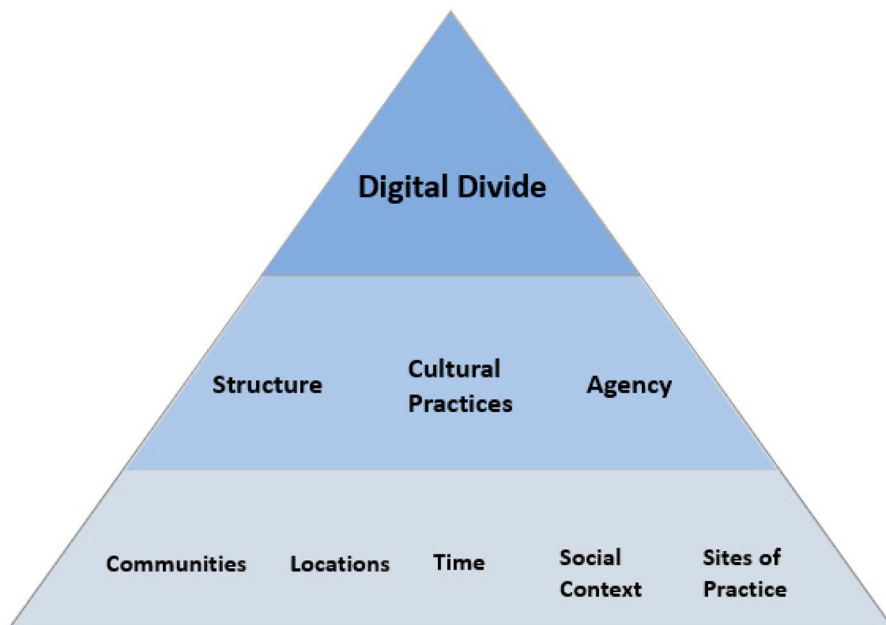 Digital Divide
Structure
Cultural
Practices
Agency
Communities
Locations
Time
Social
Context
Sites of
Practice